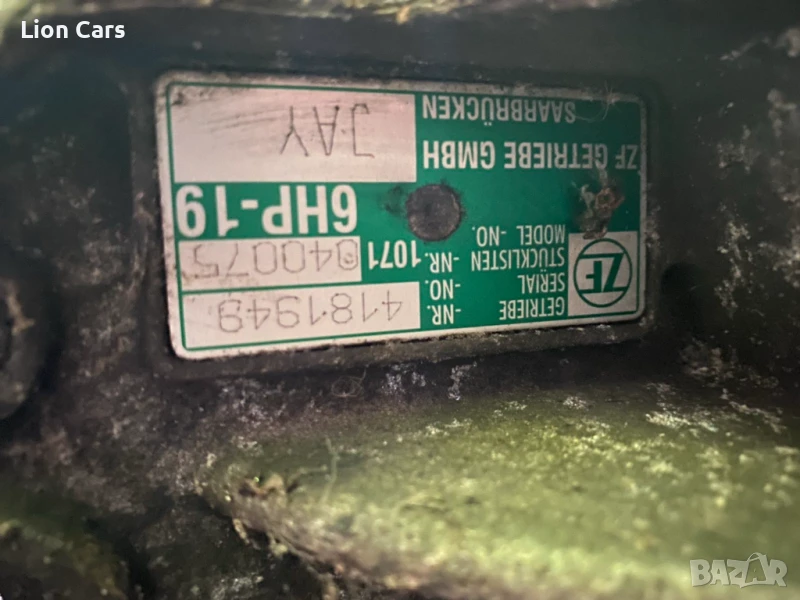 Lion Cars
ZF
GETRIEBE -NR. 4181949
SERIAL -NO.
STÜCKLISTEN -NR. 1071 040075
MODEL -NO.
6HP-19
ZF GETRIEBE GMBH JAY
SAARBRÜCKEN
BAZAR